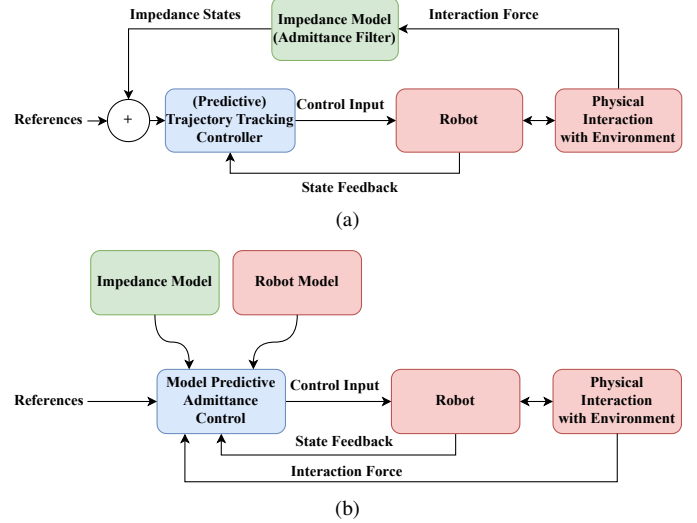 Impedance States
Impedance Model
(Admittance Filter)
Interaction Force
References
+
(Predictive)
Trajectory Tracking
Controller
Control Input
Robot
Physical
Interaction
with Environment
State Feedback
(a)
Impedance Model
Robot Model
References
Model Predictive
Admittance
Control
Control Input
Robot
Physical
Interaction
with Environment
State Feedback
Interaction Force
(b)